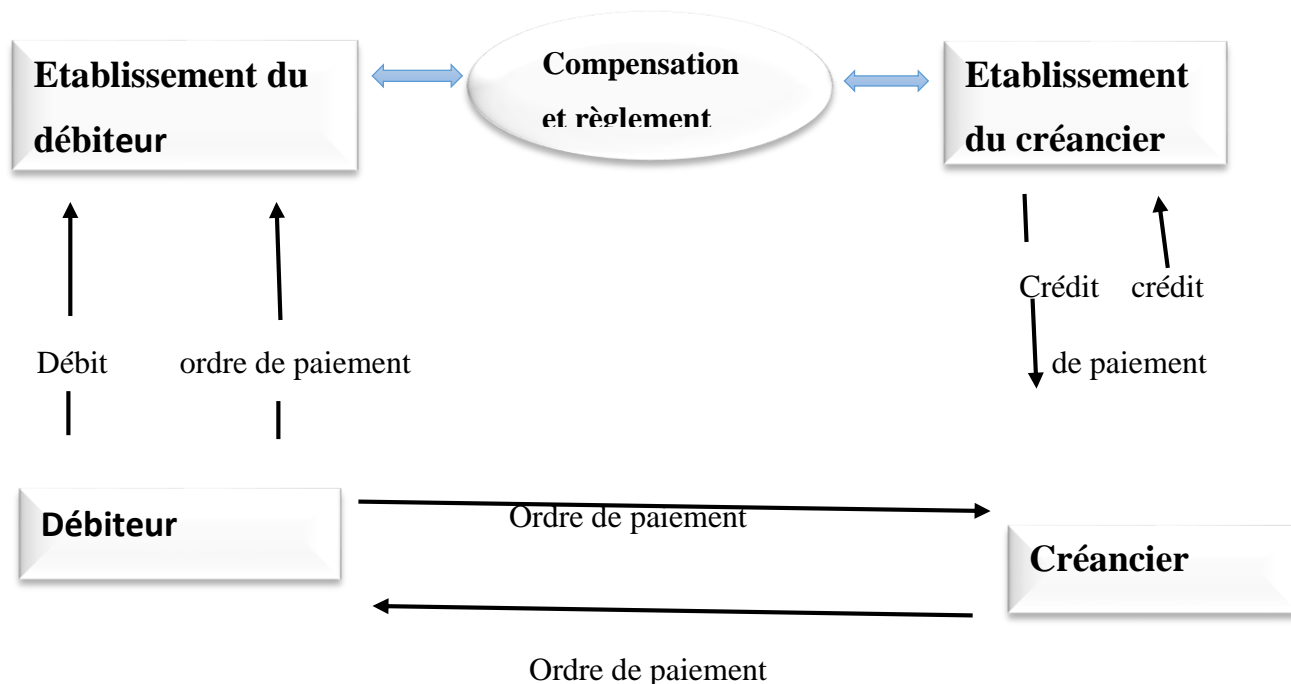 Etablissement du
débiteur
Compensation
et règlement
Etablissement
du créancier
Crédit crédit
Débit ordre de paiement
de paiement
Débiteur
Ordre de paiement
Créancier
Ordre de paiement